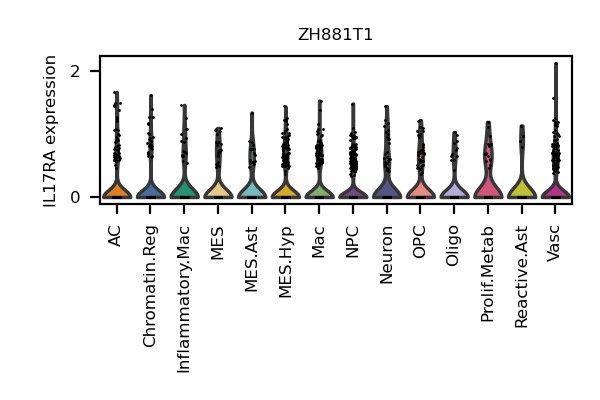 ZH881T1
IL17RA expression
2
0
AC
Chromatin.Reg
Inflammatory.Mac
MES
MES.Ast
MES.Hyp
Mac
NPC
Neuron
OPC
Oligo
Prolif.Metab
Reactive.Ast
Vasc